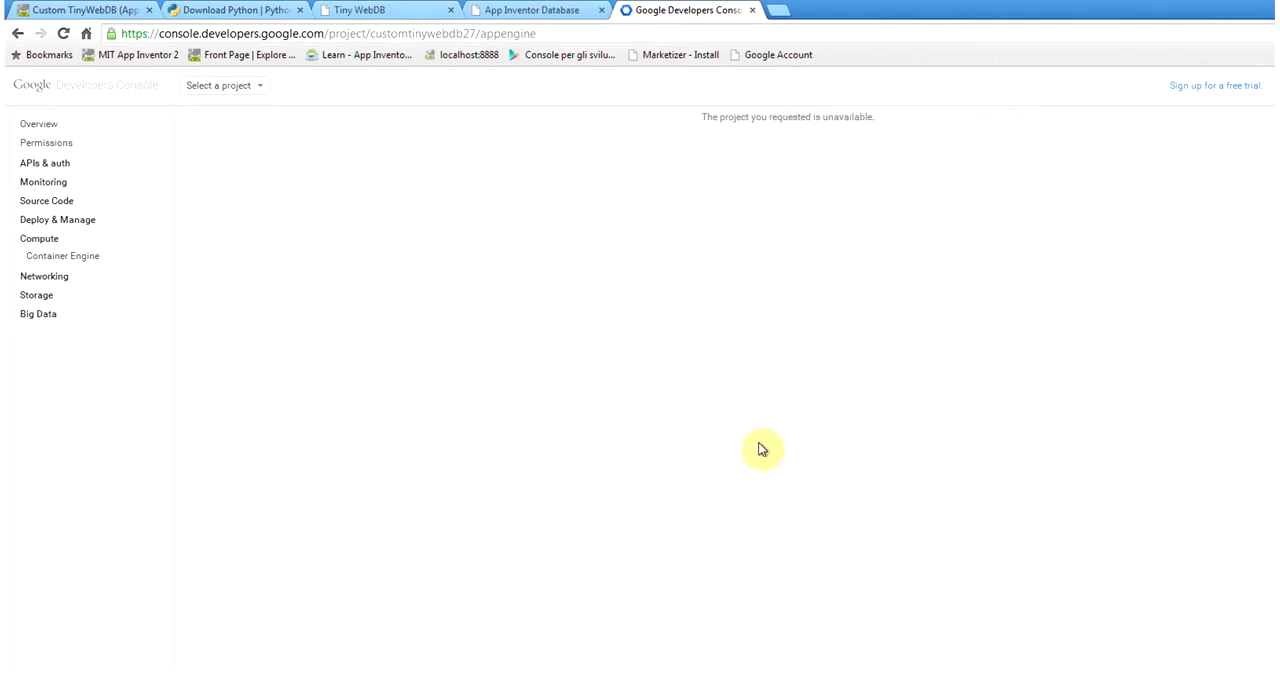 Custom TinyWebDB (App
Download Python | Pytho
Tiny WebDB
App Inventor Database
Google Developers Conso
https://console.developers.google.com/project/customtinywebdb27/appengine
Bookmarks
MIT App Inventor 2
Front Page | Explore ...
Learn - App Invento...
localhost:8888
Console per gli svilu...
Marketizer - Install
Google Account
Google Developers Console
Select a project
Sign up for a free trial.
Overview
Permissions
APIs & auth
Monitoring
Source Code
Deploy & Manage
Compute
Container Engine
Networking
Storage
Big Data
The project you requested is unavailable.